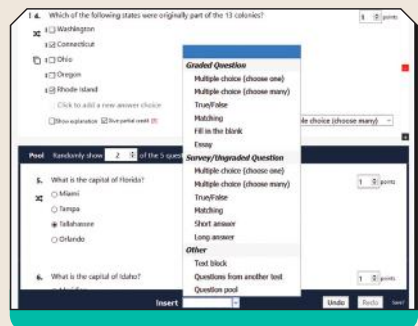 4. Which of the following states were originally part of the 13 colonies?
1 points
Washington
Connecticut
Ohio
Oregon
Rhode Island
Click to add a new answer choice
Show explanation Give partial credit [?]
ple choice (choose many)
Graded Question
Multiple choice (choose one)
Multiple choice (choose many)
True/False
Matching
Fill in the blank
Essay
Survey/Ungraded Question
Multiple choice (choose one)
Multiple choice (choose many)
True/False
Matching
Short answer
Long answer
Other
Text block
Questions from another test
Question pool
Pool Randomly show 2 of the 5 quest
5. What is the capital of Florida?
1 points
Miami
Tampa
Tallahassee
Orlando
6. What is the capital of Idaho?
1 points
Insert
Undo Redo